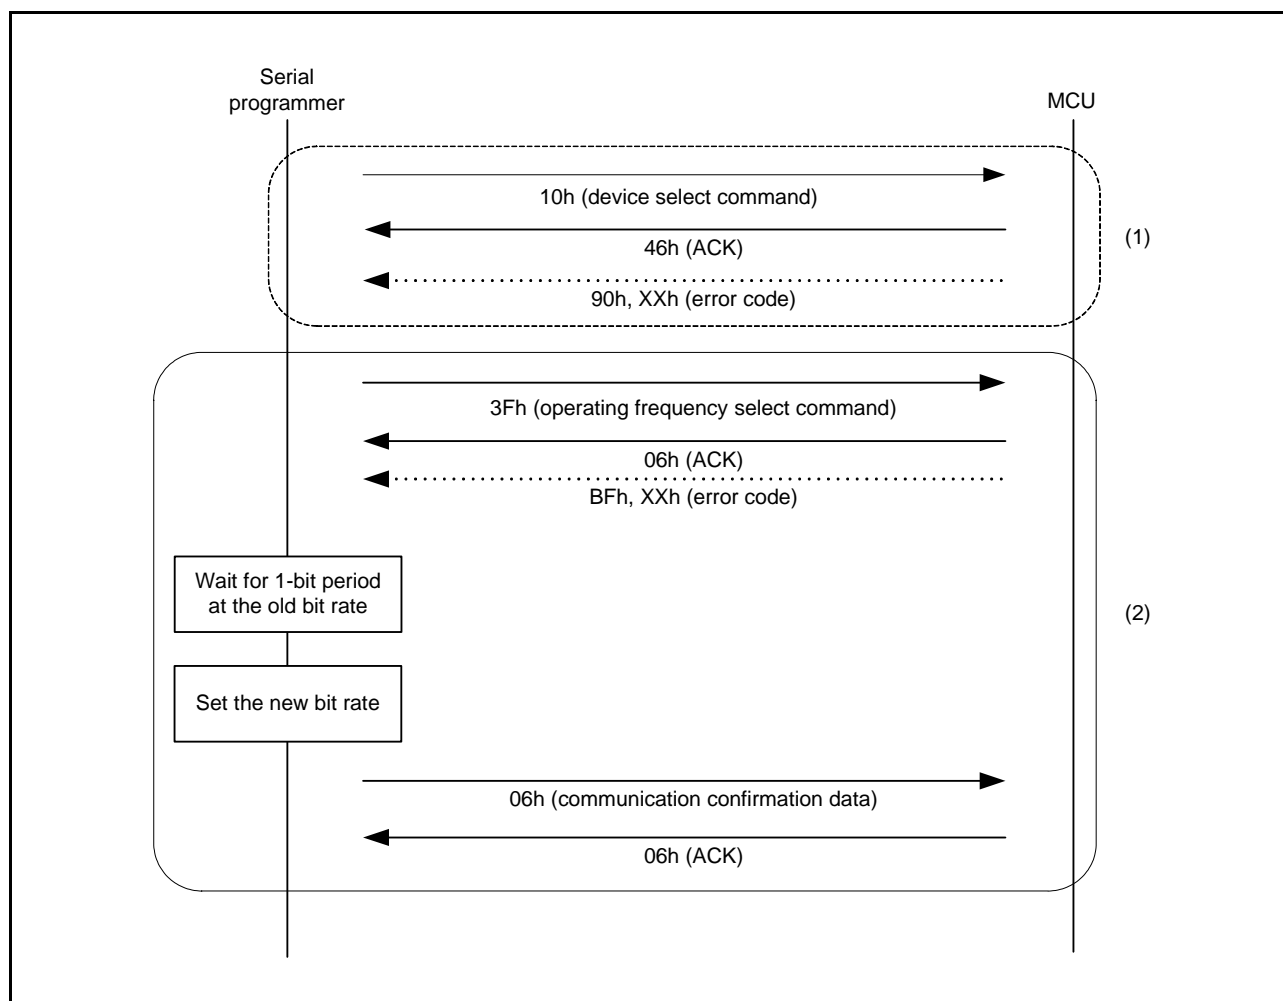 Serial
programmer
MCU
10h (device select command)
46h (ACK)
90h, XXh (error code)
(1)
3Fh (operating frequency select command)
06h (ACK)
BFh, XXh (error code)
Wait for 1-bit period
at the old bit rate
(2)
Set the new bit rate
06h (communication confirmation data)
06h (ACK)